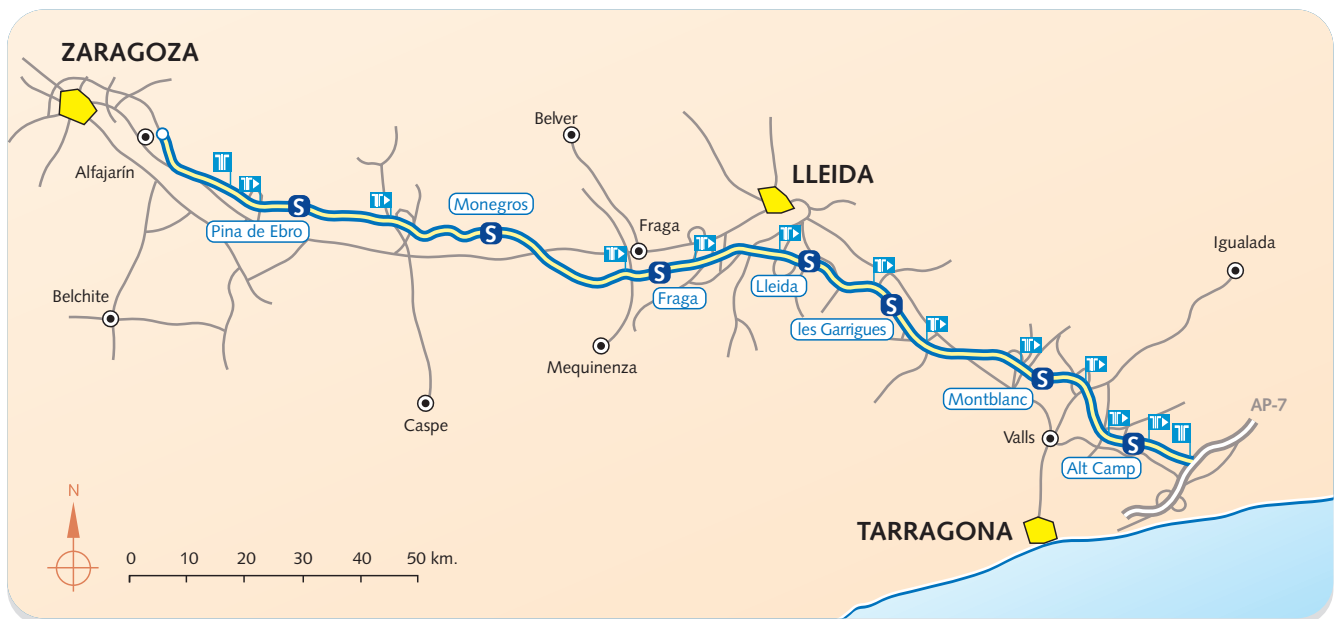 ZARAGOZA
Alfajarín
Belver
LLEIDA
Monegros
Pina de Ebro
S
S
Fraga
Igualada
S
Fraga
S
Lleida
Belchite
S
les Garrigues
Mequinenza
S
Montblanc
Caspe
AP-7
Valls
S
Alt Camp
N
TARRAGONA
0 10 20 30 40 50 km.